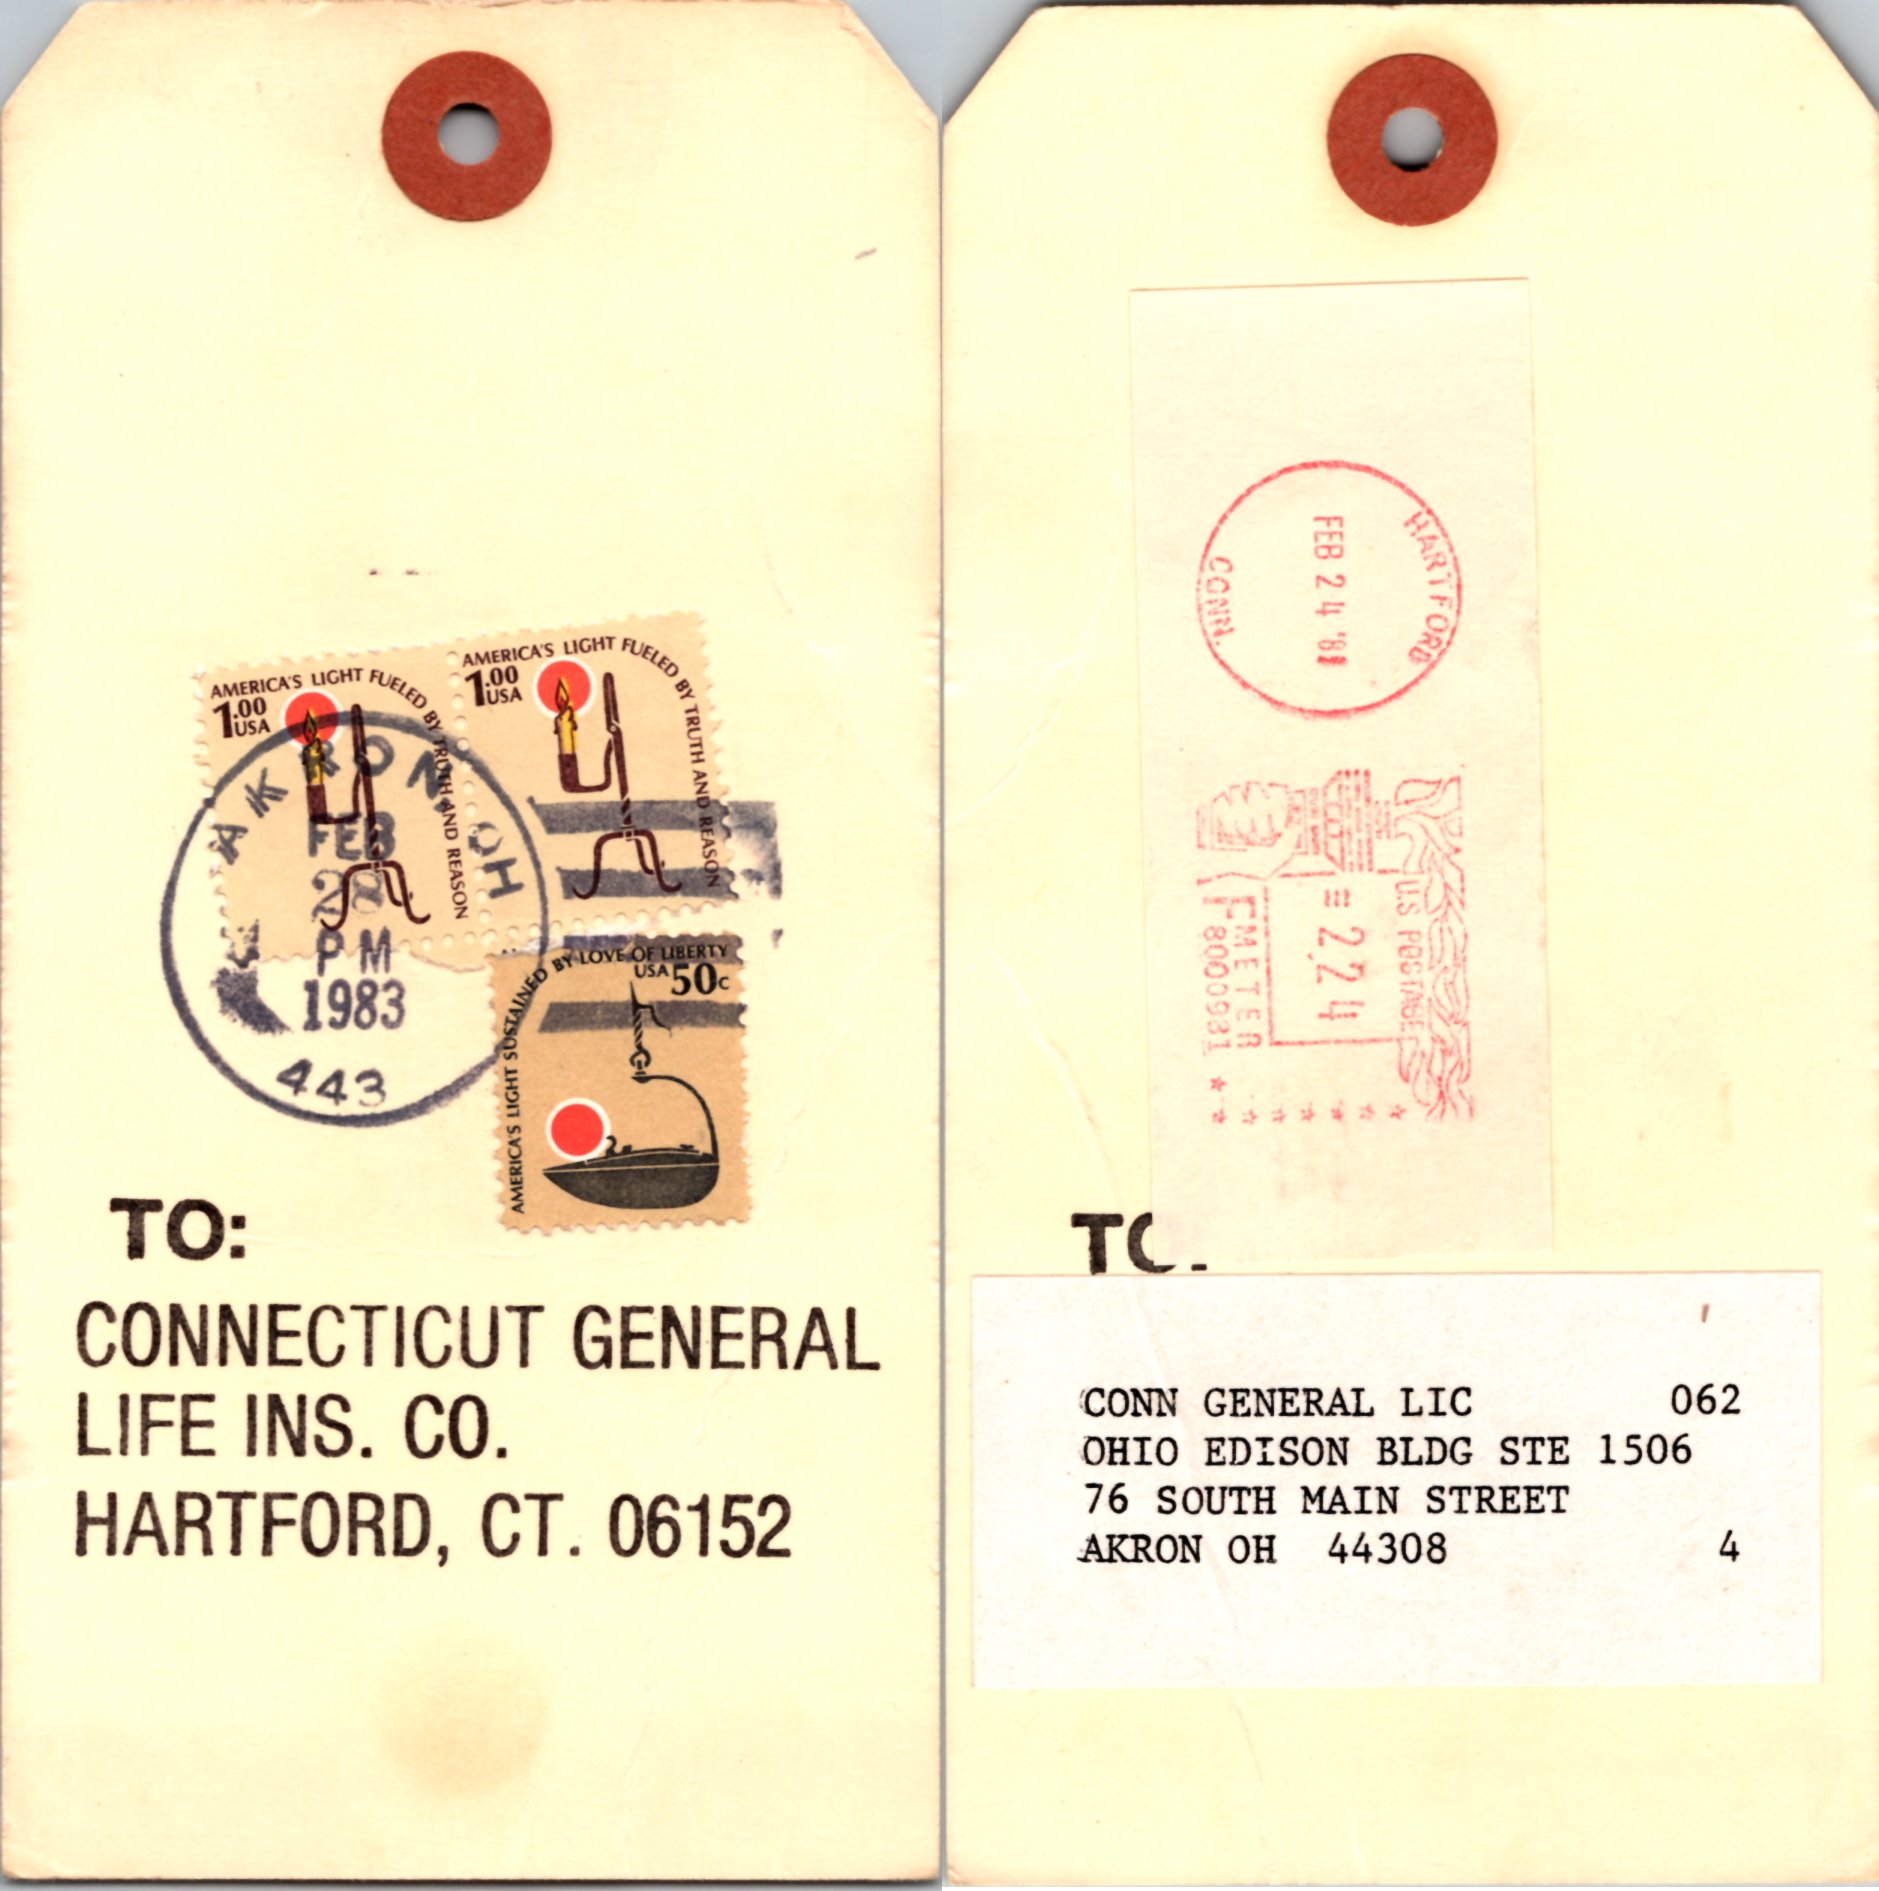 AMERICA'S LIGHT FUELED BY TRUTH AND REASON
1.00
USA
AMERICA'S LIGHT FUELED BY TRUTH AND REASON
1.00
USA
AKRON OH
FEB
28
PM
1983
443
AMERICA'S LIGHT SUSTAINED BY LOVE OF LIBERTY
USA 50c
TO:
CONNECTICUT GENERAL
LIFE INS. CO.
HARTFORD, CT. 06152
HARTFORD
FEB 24
CONN.
U.S POSTAGE
=2.24
METER
8000981
TO:
CONN GENERAL LIC 062
OHIO EDISON BLDG STE 1506
76 SOUTH MAIN STREET
AKRON OH 44308 4